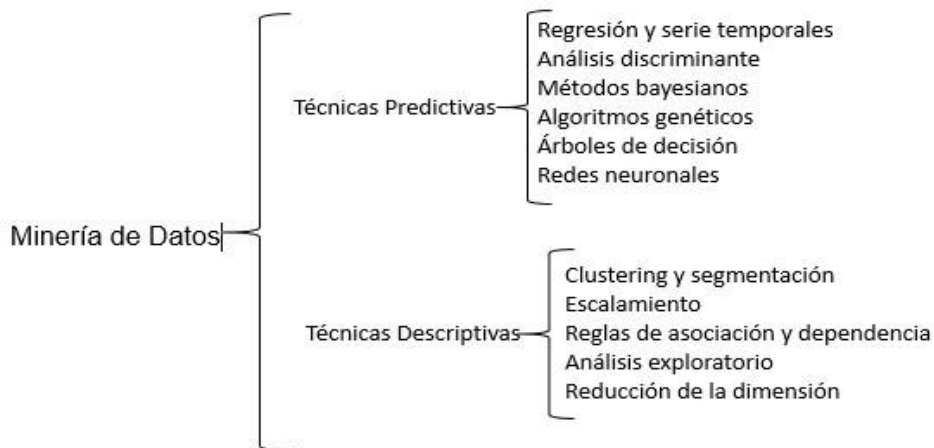 Minería de Datos
Técnicas Predictivas
Regresión y serie temporales
Análisis discriminante
Métodos bayesianos
Algoritmos genéticos
Árboles de decisión
Redes neuronales
Técnicas Descriptivas
Clustering y segmentación
Escalamiento
Reglas de asociación y dependencia
Análisis exploratorio
Reducción de la dimensión